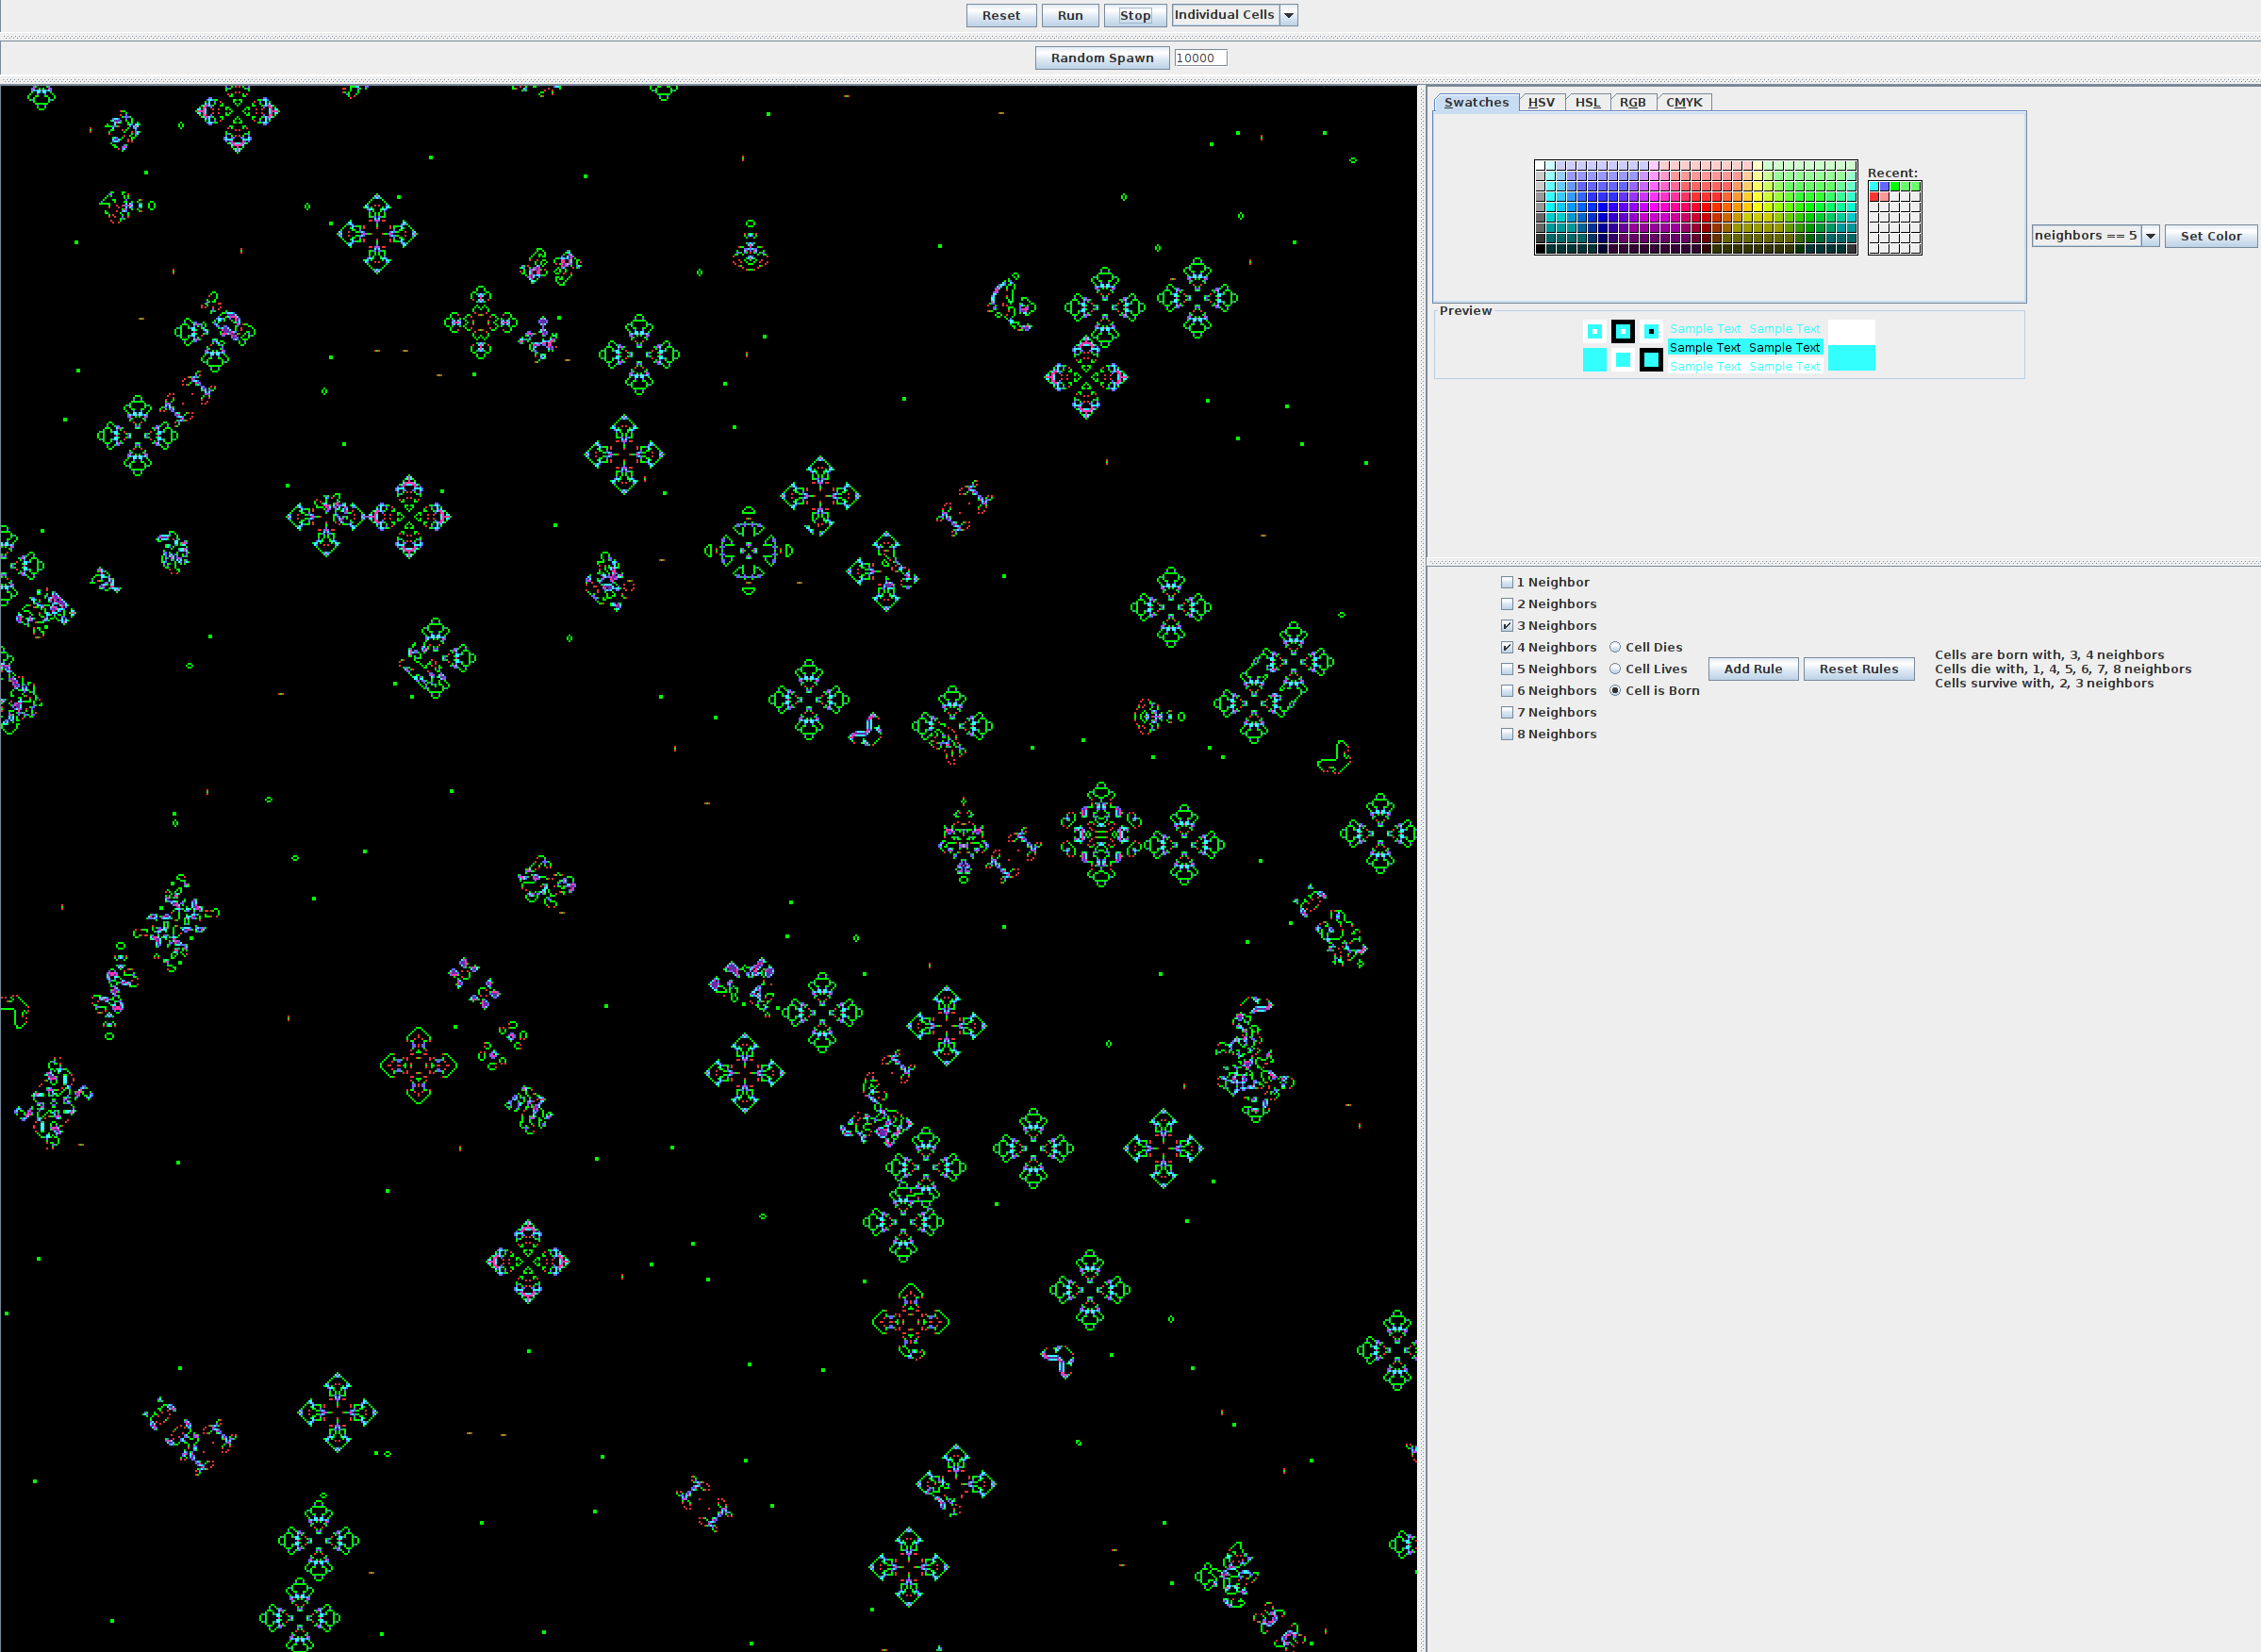 Reset Run Stop Individual Cells
Random Spawn 10000
Swatches HSV HSL RGB CMYK
Recent:
neighbors == 5 Set Color
Preview
Sample Text Sample Text
Sample Text Sample Text
Sample Text Sample Text
1 Neighbor
2 Neighbors
3 Neighbors
4 Neighbors
5 Neighbors
6 Neighbors
7 Neighbors
8 Neighbors
Cell Dies
Cell Lives
Cell is Born
Add Rule Reset Rules
Cells are born with, 3, 4 neighbors
Cells die with, 1, 4, 5, 6, 7, 8 neighbors
Cells survive with, 2, 3 neighbors